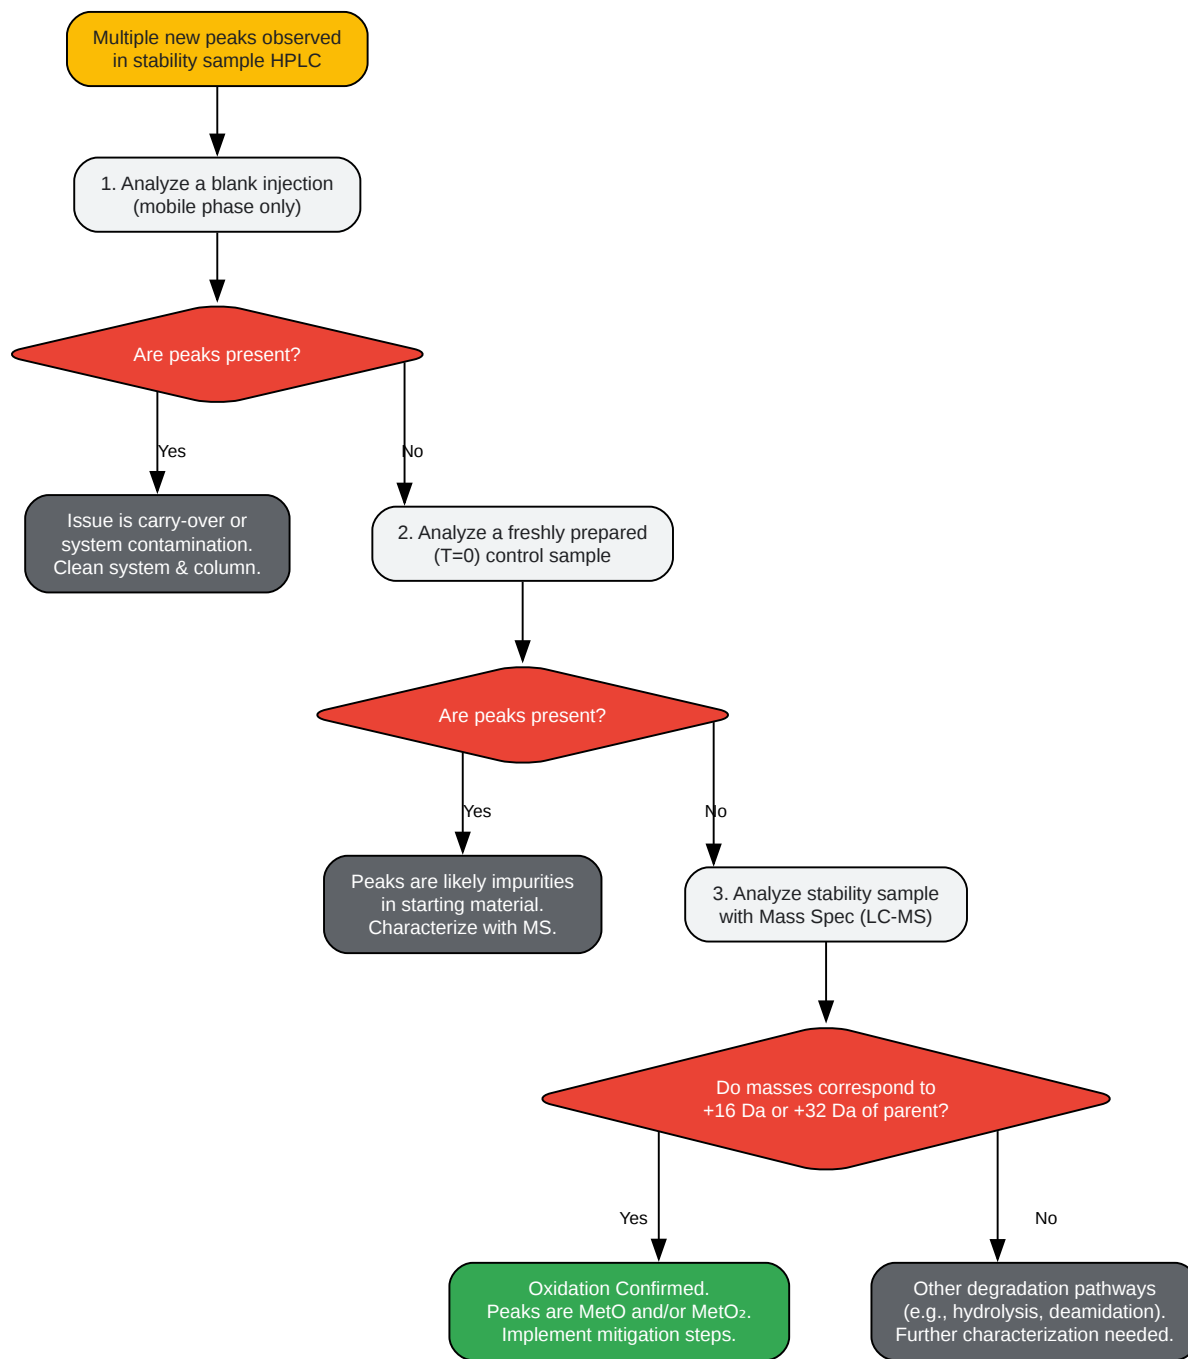 Multiple new peaks observed
in stability sample HPLC
1. Analyze a blank injection
(mobile phase only)
Are peaks present?
Yes
No
Issue is carry-over or
system contamination.
Clean system & column.
2. Analyze a freshly prepared
(T=0) control sample
Are peaks present?
Yes
No
Peaks are likely impurities
in starting material.
Characterize with MS.
3. Analyze stability sample
with Mass Spec (LC-MS)
Do masses correspond to
+16 Da or +32 Da of parent?
Yes
No
Oxidation Confirmed.
Peaks are MetO and/or MetO₂.
Implement mitigation steps.
Other degradation pathways
(e.g., hydrolysis, deamidation).
Further characterization needed.